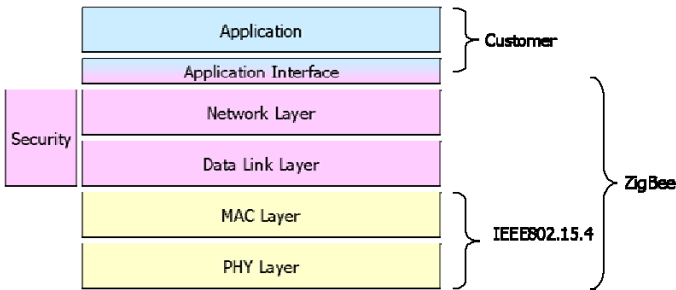 Application
Customer
Application Interface
Network Layer
Security
Data Link Layer
ZigBee
MAC Layer
IEEE802.15.4
PHY Layer